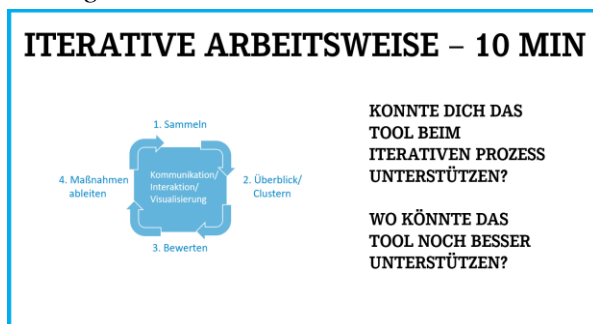 ITERATIVE ARBEITSWEISE – 10 MIN
1. Sammeln
4. Maßnahmen
ableiten
Kommunikation/
Interaktion/
Visualisierung
2. Überblick/
Clustern
3. Bewerten
KONNTE DICH DAS
TOOL BEIM
ITERATIVEN PROZESS
UNTERSTÜTZEN?
WO KÖNNTE DAS
TOOL NOCH BESSER
UNTERSTÜTZEN?